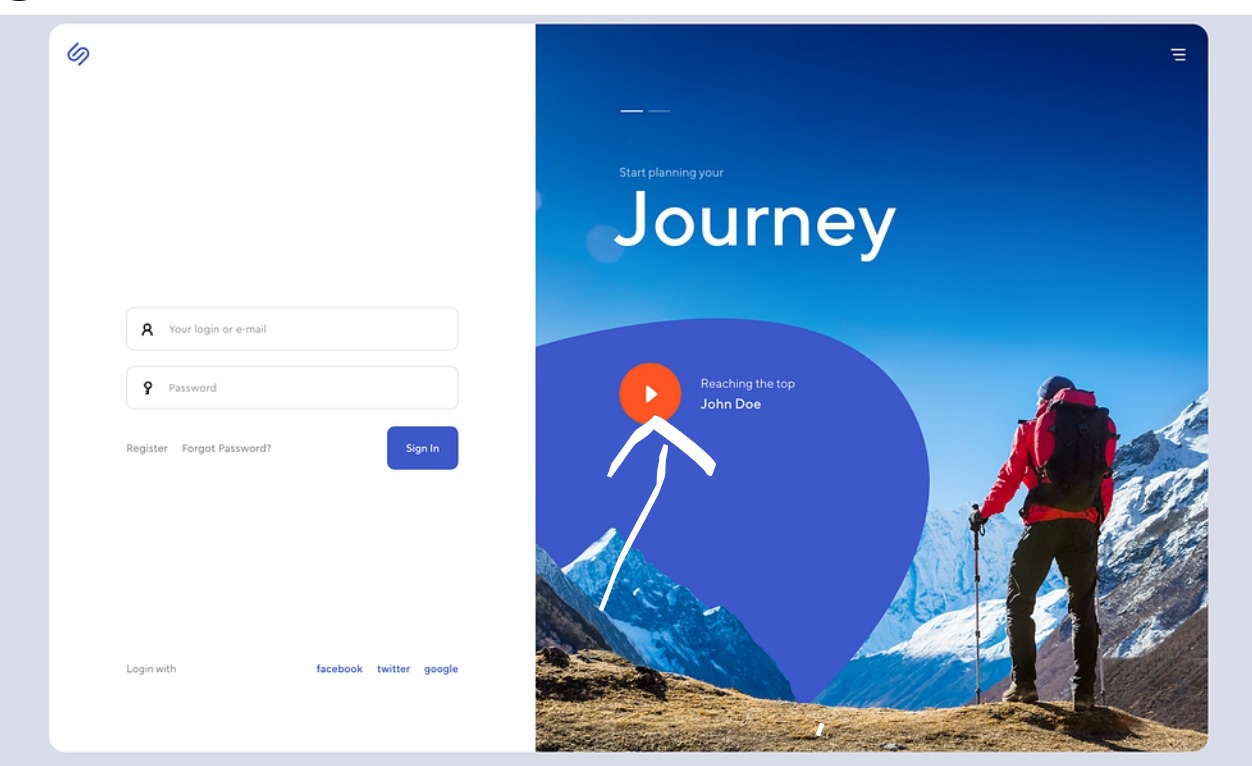 Your login or e-mail
Password
Register Forgot Password? Sign In
Login with facebook twitter google
Start planning your
Journey
Reaching the top
John Doe